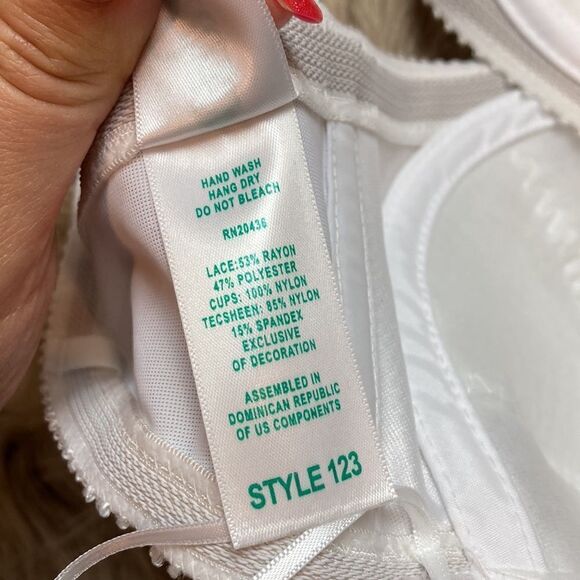 HAND WASH
HANG DRY
DO NOT BLEACH
RN20436
LACE:53% RAYON
47% POLYESTER
CUPS: 100% NYLON
TECSHEEN: 85% NYLON
15% SPANDEX
EXCLUSIVE
OF DECORATION
ASSEMBLED IN
DOMINICAN REPUBLIC
OF US COMPONENTS
STYLE 123